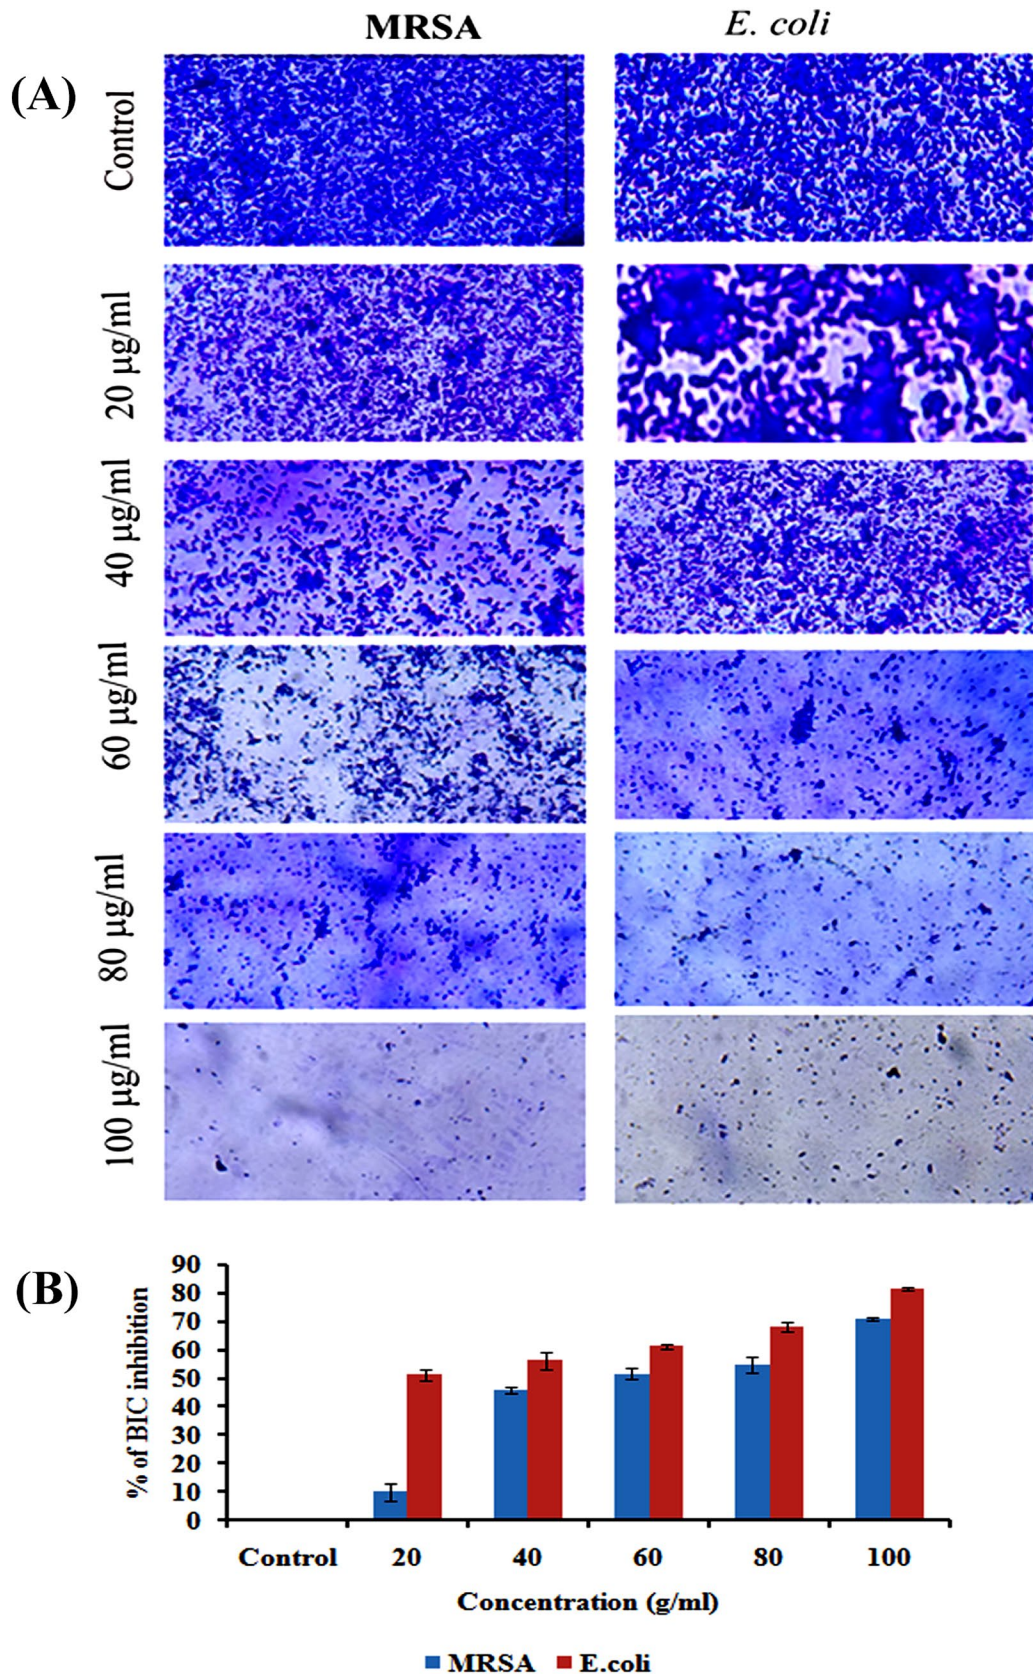 MRSA E. coli
(A)
Control
20 µg/ml
40 µg/ml
60 µg/ml
80 µg/ml
100 µg/ml
(B)
% of BIC inhibition
90
80
70
60
50
40
30
20
10
0
Control 20 40 60 80 100
Concentration (g/ml)
MRSA E.coli